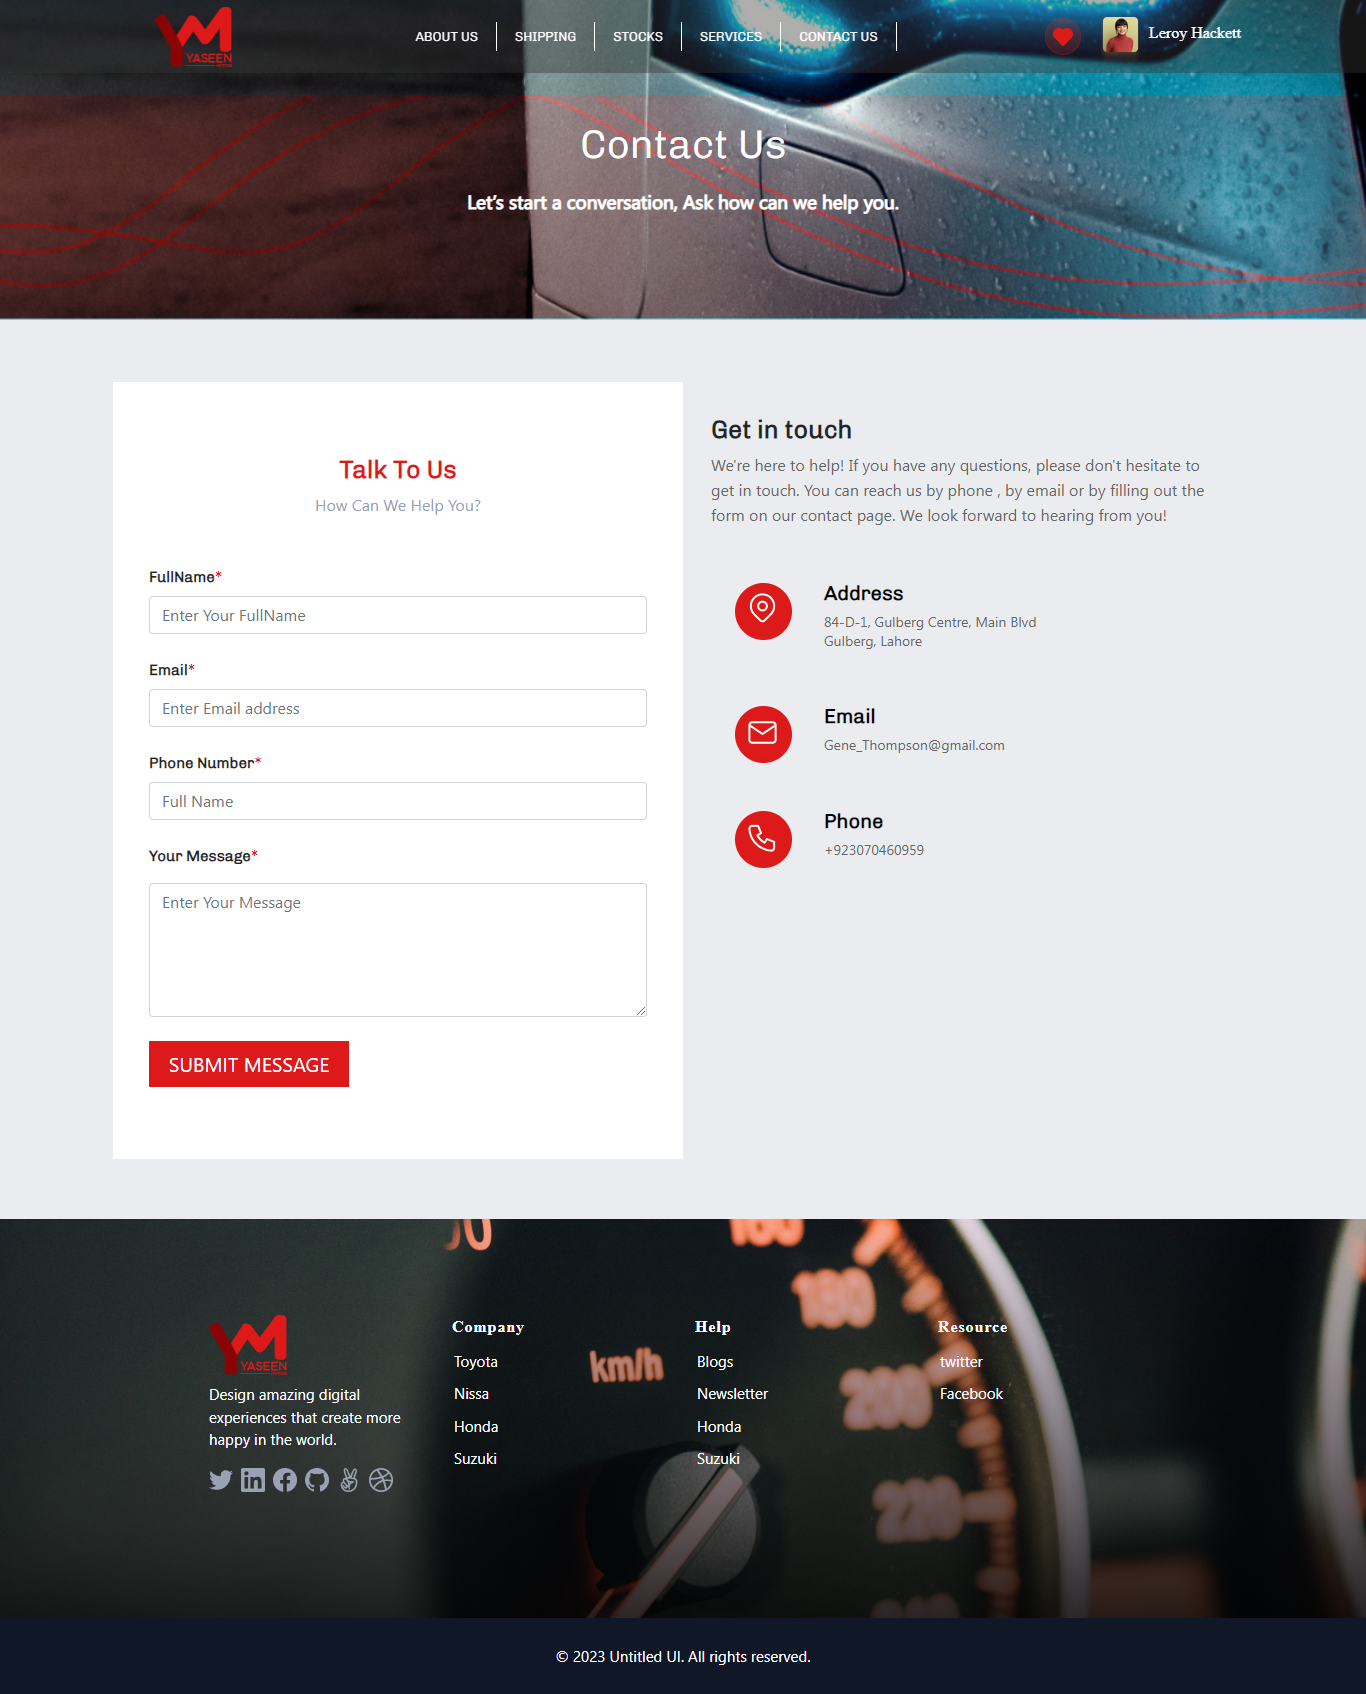 YASEEN
ABOUT US
SHIPPING
STOCKS
SERVICES
CONTACT US
Leroy Hackett
Contact Us
Let's start a conversation, Ask how can we help you.
Talk To Us
How Can We Help You?
FullName*
Enter Your FullName
Email*
Enter Email address
Phone Number*
Full Name
Your Message*
Enter Your Message
SUBMIT MESSAGE
Get in touch
We're here to help! If you have any questions, please don't hesitate to
get in touch. You can reach us by phone , by email or by filling out the
form on our contact page. We look forward to hearing from you!
Address
84-D-1, Gulberg Centre, Main Blvd
Gulberg, Lahore
Email
Gene_Thompson@gmail.com
Phone
+923070460959
160
180
km/h
200
220
YASEEN
Design amazing digital
experiences that create more
happy in the world.
Company
Toyota
Nissa
Honda
Suzuki
Help
Blogs
Newsletter
Honda
Suzuki
Resource
twitter
Facebook
© 2023 Untitled UI. All rights reserved.